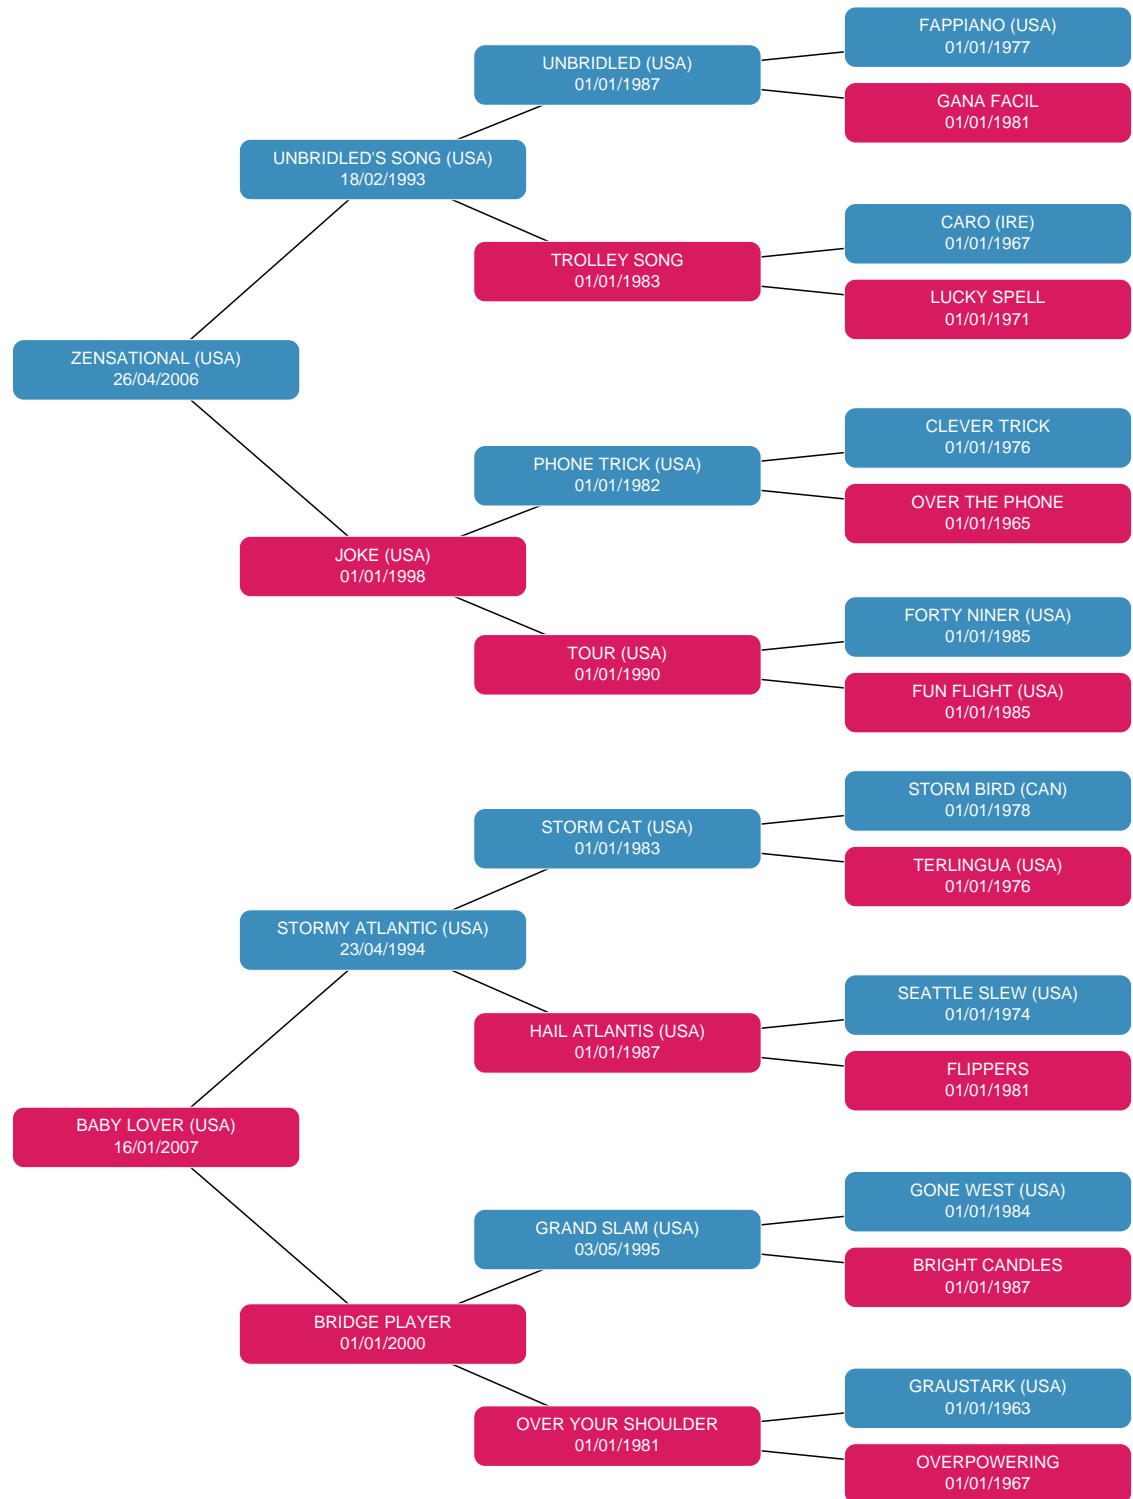 FAPPIANO (USA)
01/01/1977
UNBRIDLED (USA)
01/01/1987
GANA FACIL
01/01/1981
UNBRIDLED'S SONG (USA)
18/02/1993
CARO (IRE)
01/01/1967
TROLLEY SONG
01/01/1983
LUCKY SPELL
01/01/1971
ZENSATIONAL (USA)
26/04/2006
CLEVER TRICK
01/01/1976
PHONE TRICK (USA)
01/01/1982
OVER THE PHONE
01/01/1965
JOKE (USA)
01/01/1998
FORTY NINER (USA)
01/01/1985
TOUR (USA)
01/01/1990
FUN FLIGHT (USA)
01/01/1985
STORM BIRD (CAN)
01/01/1978
STORM CAT (USA)
01/01/1983
TERLINGUA (USA)
01/01/1976
STORMY ATLANTIC (USA)
23/04/1994
SEATTLE SLEW (USA)
01/01/1974
HAIL ATLANTIS (USA)
01/01/1987
FLIPPERS
01/01/1981
BABY LOVER (USA)
16/01/2007
GONE WEST (USA)
01/01/1984
GRAND SLAM (USA)
03/05/1995
BRIGHT CANDLES
01/01/1987
BRIDGE PLAYER
01/01/2000
GRAUSTARK (USA)
01/01/1963
OVER YOUR SHOULDER
01/01/1981
OVERPOWERING
01/01/1967